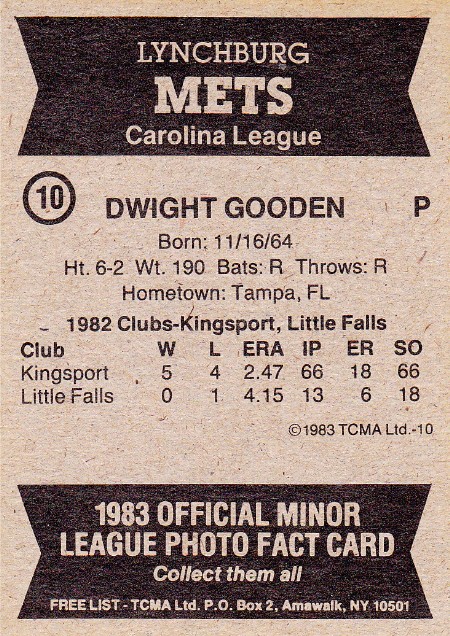 LYNCHBURG
METS
Carolina League
10 DWIGHT GOODEN P
Born: 11/16/64
Ht. 6-2 Wt. 190 Bats: R Throws: R
Hometown: Tampa, FL
1982 Clubs-Kingsport, Little Falls
Club W L ERA IP ER SO
Kingsport 5 4 2.47 66 18 66
Little Falls 0 1 4.15 13 6 18
©1983 TCMA Ltd.-10
1983 OFFICIAL MINOR
LEAGUE PHOTO FACT CARD
Collect them all
FREE LIST - TCMA Ltd. P.O. Box 2, Amawalk, NY 10501